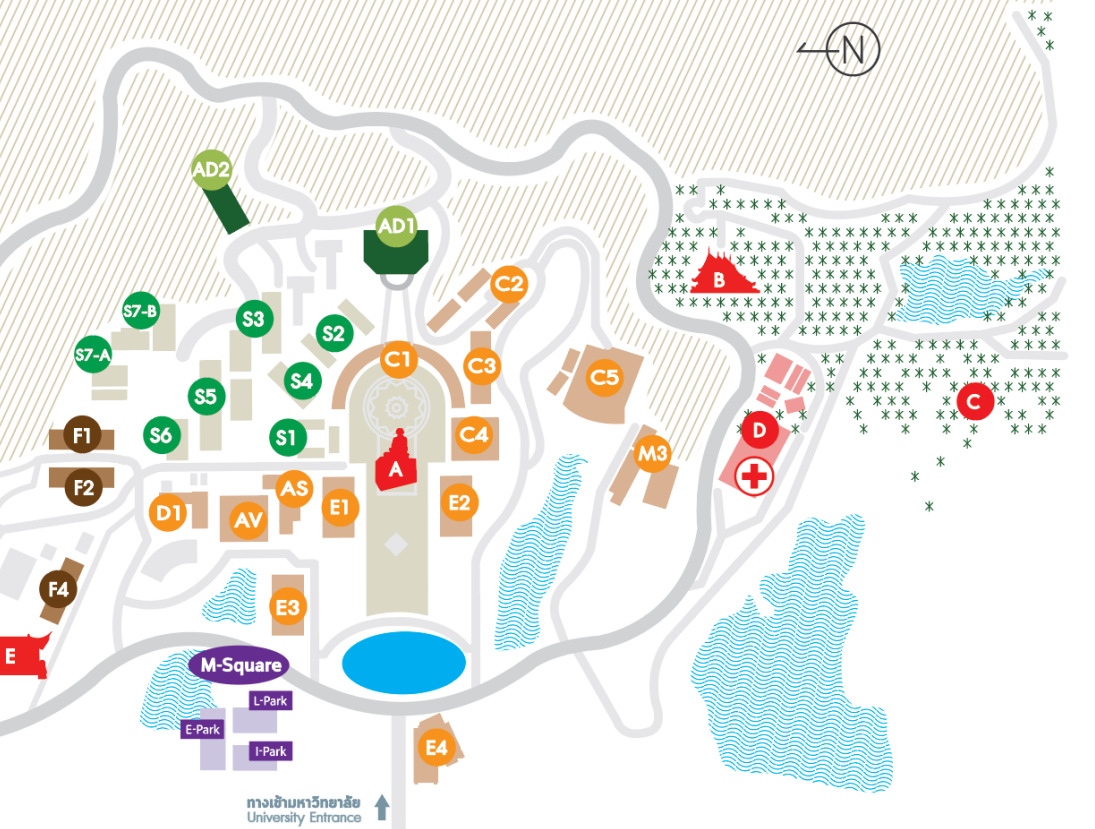 N
AD2
AD1
B
C2
S7-B
S3
S2
S7-A
C1
C3
S4
C5
S5
C
F1
S6
S1
C4
D
A
M3
F2
AS
D1
AV
E1
E2
F4
E3
E
M-Square
L-Park
E-Park
I-Park
E4
ทางเข้ามหาวิทยาลัย
University Entrance